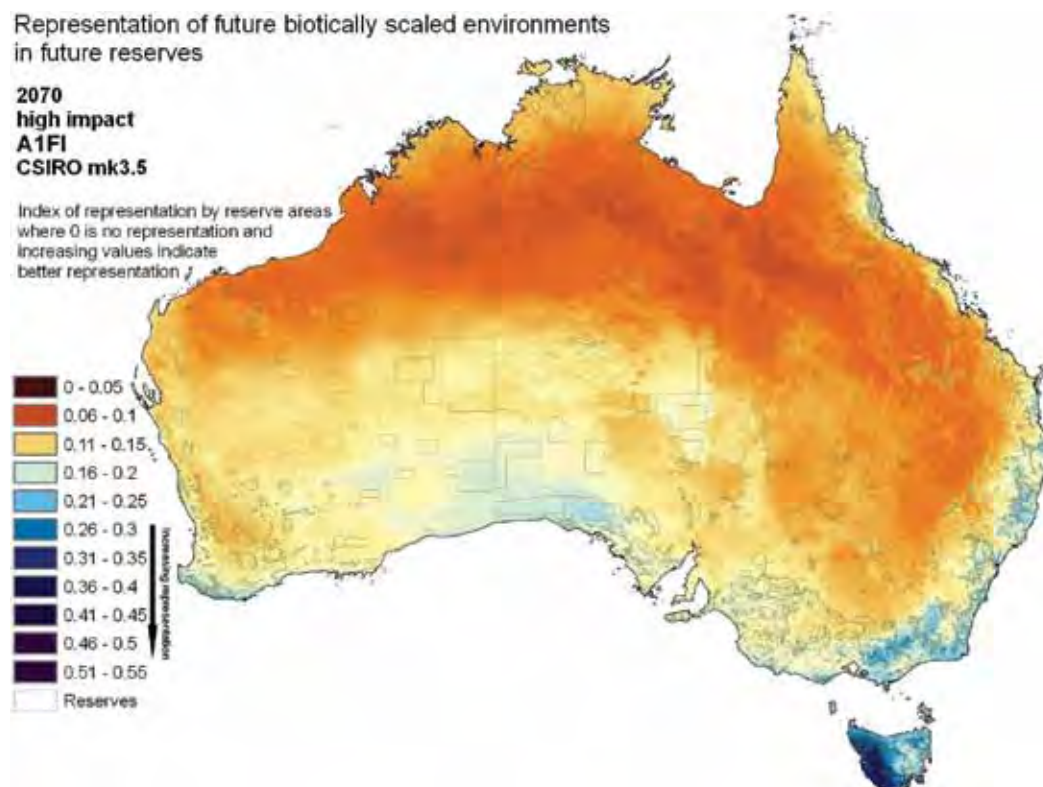 Representation of future biotically scaled environments
in future reserves
2070
high impact
A1FI
CSIRO mk3.5
Index of representation by reserve areas
where 0 is no representation and
increasing values indicate
better representation
0 - 0.05
0.06 - 0.1
0.11 - 0.15
0.16 - 0.2
0.21 - 0.25
0.26 - 0.3
0.31 - 0.35
0.36 - 0.4
0.41 - 0.45
0.46 - 0.5
0.51 - 0.55
Reserves
Increasing representation